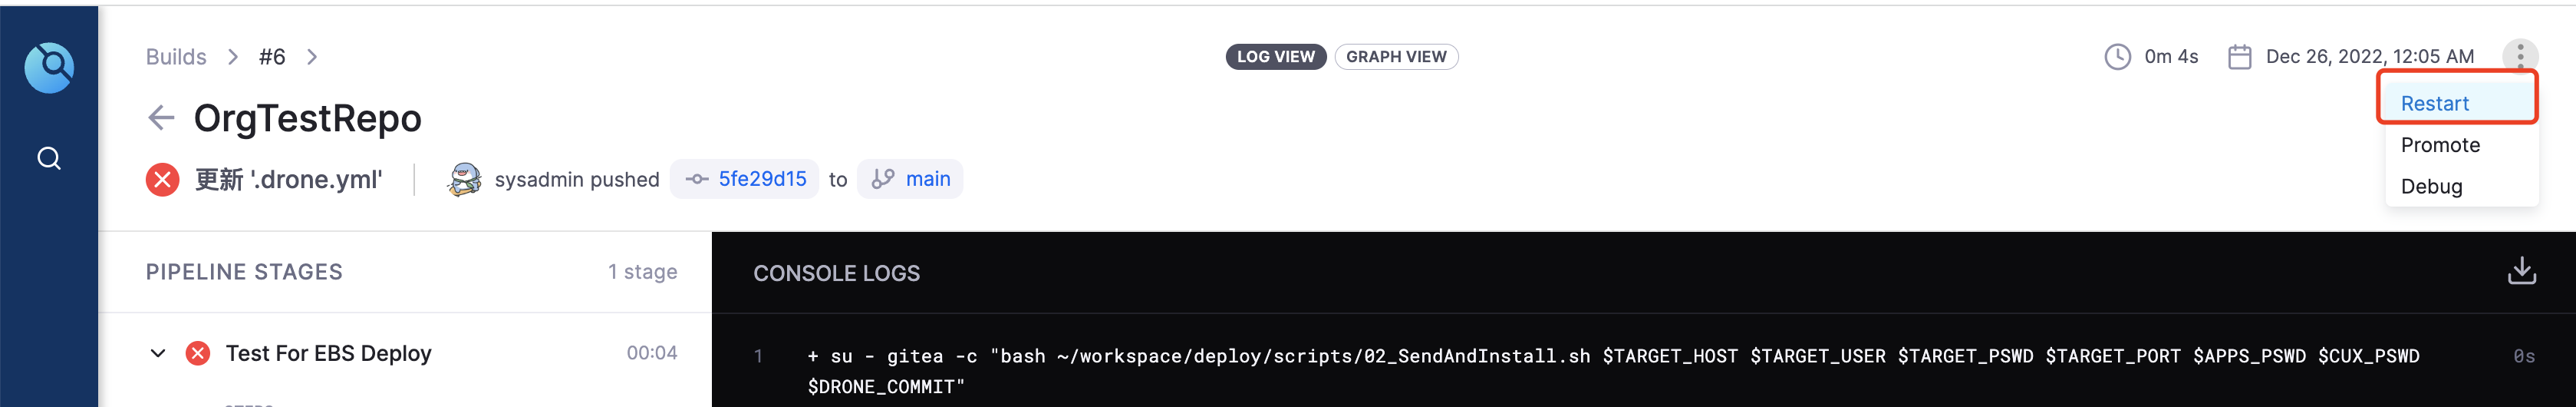 Builds > #6 >
LOG VIEW GRAPH VIEW
0m 4s Dec 26, 2022, 12:05 AM
Restart
Promote
Debug
OrgTestRepo
更新 '.drone.yml' sysadmin pushed 5fe29d15 to main
PIPELINE STAGES 1 stage
Test For EBS Deploy 00:04
CONSOLE LOGS
1 + su - gitea -c "bash ~/workspace/deploy/scripts/02_SendAndInstall.sh $TARGET_HOST $TARGET_USER $TARGET_PSWD $TARGET_PORT $APPS_PSWD $CUX_PSWD 0s
$DRONE_COMMIT"